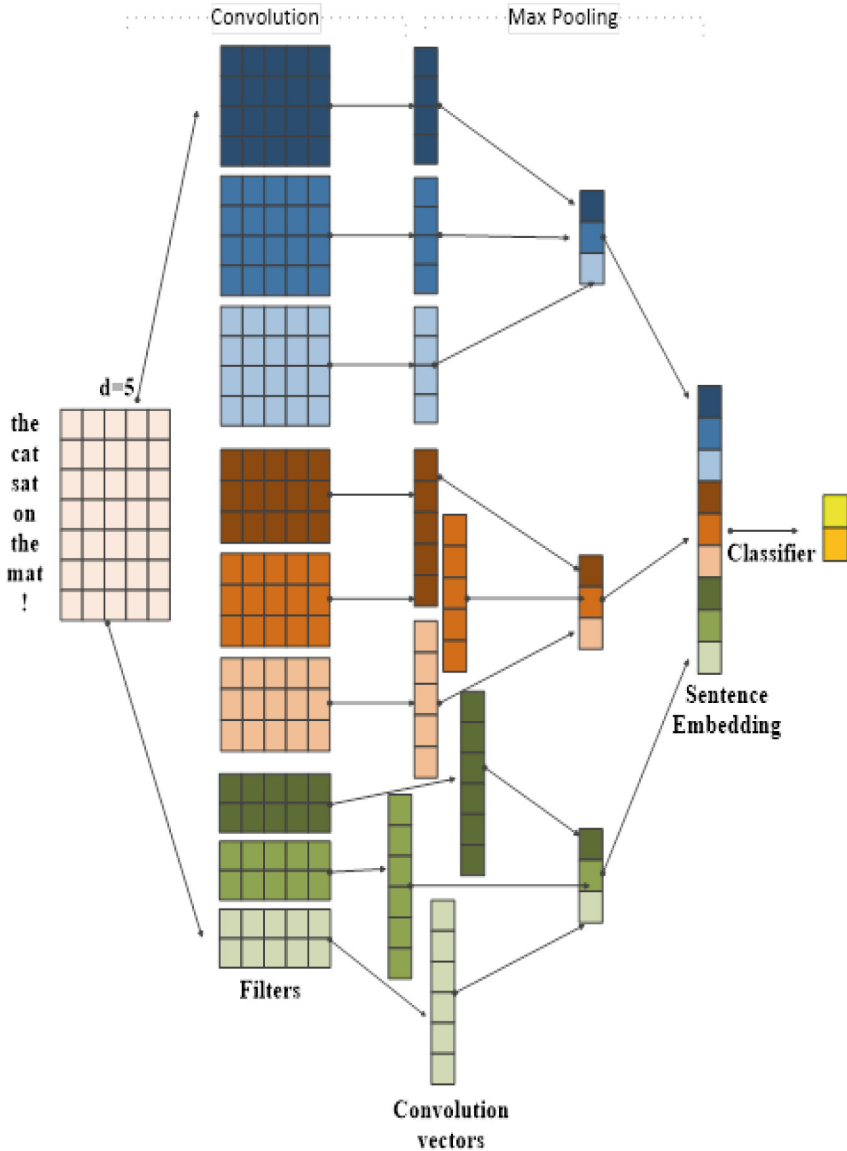 Convolution
Max Pooling
d=5
the
cat
sat
on
the
mat
!
Classifier
Sentence
Embedding
Filters
Convolution
vectors